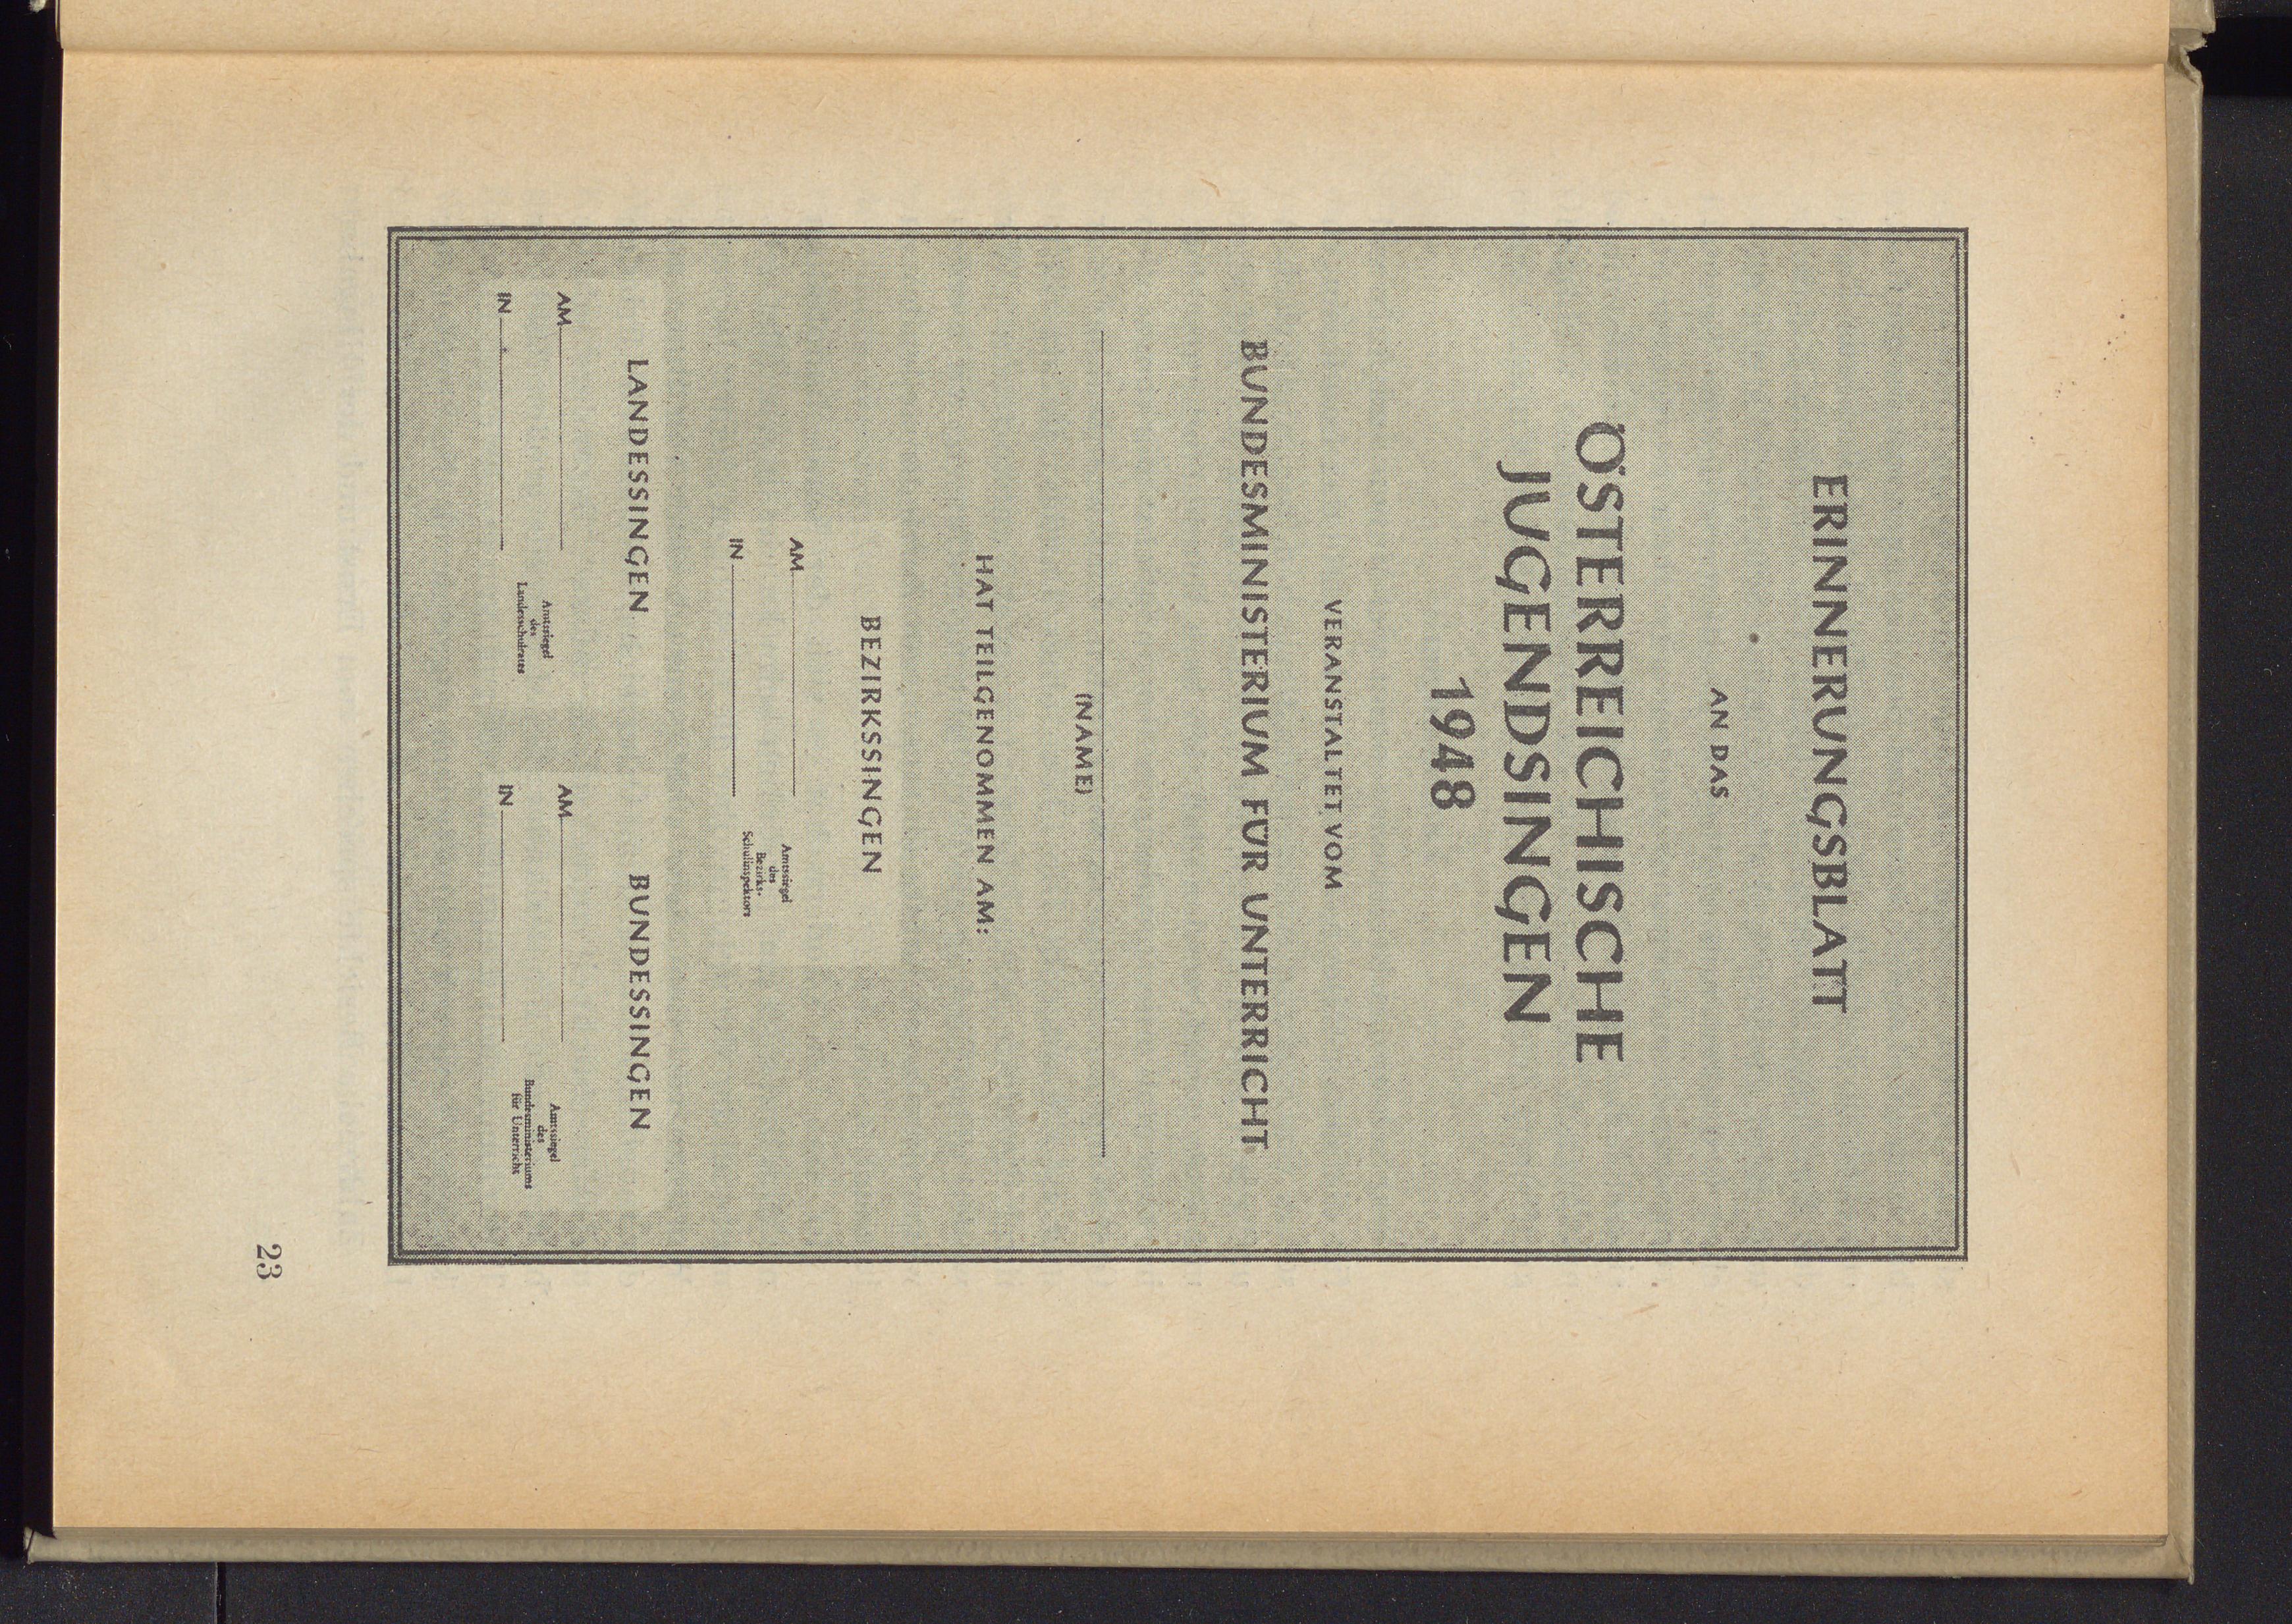 ERINNERUNGSBLATT
AN DAS
ÖSTERREICHISCHE
JUGENDSINGEN
1948
VERANSTALTET VOM
BUNDESMINISTERIUM FÜR UNTERRICHT
(NAME)
HAT TEILGENOMMEN AM:
BEZIRKSSINGEN
AM
IN
Amtssiegel
des
Bezirks-
Schulinspektors
LANDESSINGEN
AM
IN
Amtssiegel
des
Landesschulrates
BUNDESSINGEN
AM
IN
Amtssiegel
des
Bundesministeriums
für Unterricht
23